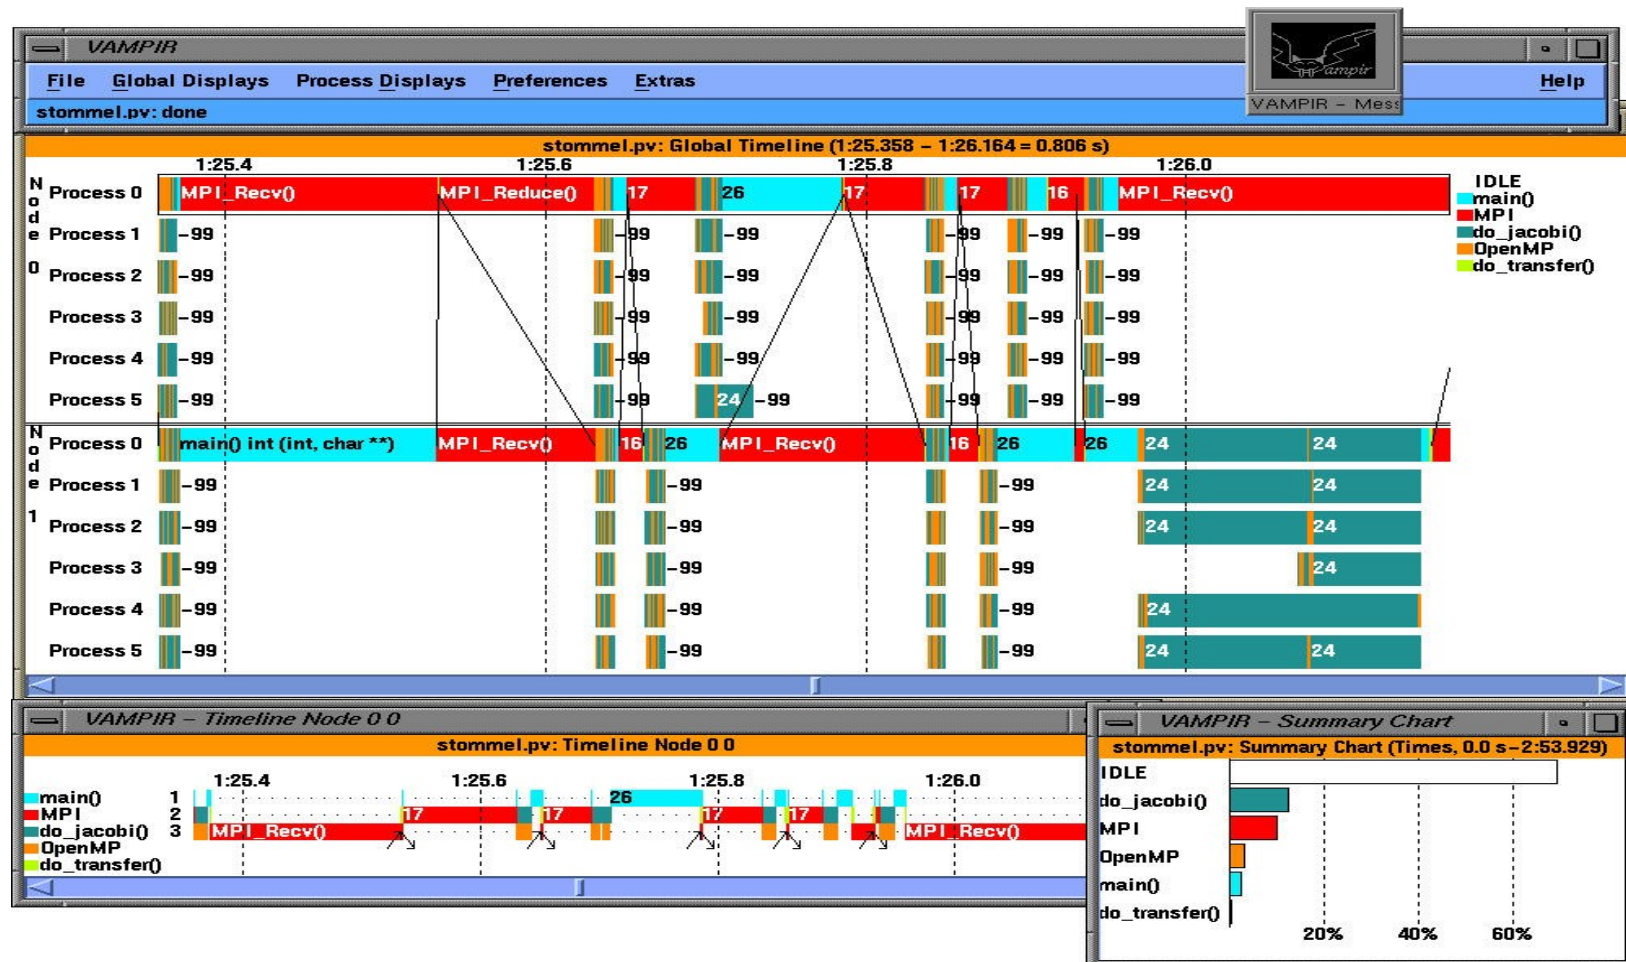 VAMPIR
File Global Displays Process Displays Preferences Extras Help
Vampir
VAMPIR – Mess
stommel.pv: done
stommel.pv: Global Timeline (1:25.358 – 1:26.164 = 0.806 s)
1:25.4 1:25.6 1:25.8 1:26.0
Node 0
Process 0 MPI_Recv() MPI_Reduce() 17 26 17 17 16 MPI_Recv()
Process 1 -99 -99 -99 -99 -99 -99
Process 2 -99 -99 -99 -99 -99 -99
Process 3 -99 -99 -99 -99 -99 -99
Process 4 -99 -99 -99 -99 -99 -99
Process 5 -99 -99 24 -99 -99 -99 -99
IDLE
main()
MPI
do_jacobi()
OpenMP
do_transfer()
Node 1
Process 0 main() int (int, char **) MPI_Recv() 16 26 MPI_Recv() 16 26 26 24 24
Process 1 -99 -99 -99 24 24
Process 2 -99 -99 -99 24 24
Process 3 -99 -99 -99 24
Process 4 -99 -99 -99 24
Process 5 -99 -99 -99 24 24
VAMPIR – Timeline Node 0 0
stommel.pv: Timeline Node 0 0
1:25.4 1:25.6 1:25.8 1:26.0
main() 1 26
MPI 2 17 17 17 17
do_jacobi() 3 MPI_Recv() MPI_Recv()
OpenMP
do_transfer()
VAMPIR – Summary Chart
stommel.pv: Summary Chart (Times, 0.0 s–2:53.929)
IDLE
do_jacobi()
MPI
OpenMP
main()
do_transfer()
20% 40% 60%